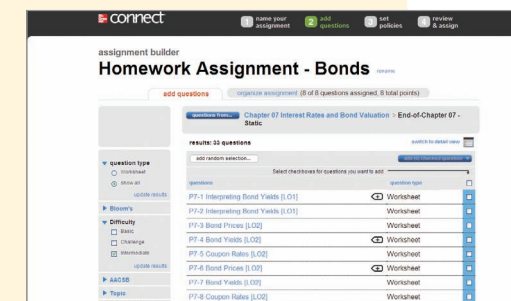 connect
1 name your assignment
2 add questions
3 set policies
4 review & assign
assignment builder
Homework Assignment - Bonds
add questions
organize assignment (8 of 8 questions assigned, 8 total points)
questions from... Chapter 07 Interest Rates and Bond Valuation > End-of-Chapter 07 - Static
results: 33 questions
switch to detail view
add random selection...
Select checkboxes for questions you want to add
questions
question type
question type
Worksheet
show all
update results
Bloom's
Difficulty
Basic
Challenge
Intermediate
update results
AACSB
Topic
P7-1 Interpreting Bond Yields [LO1] Worksheet
P7-2 Interpreting Bond Yields [LO1] Worksheet
P7-3 Bond Prices [LO2] Worksheet
P7-4 Bond Yields [LO2] Worksheet
P7-5 Coupon Rates [LO2] Worksheet
P7-6 Bond Prices [LO2] Worksheet
P7-7 Bond Yields [LO2] Worksheet
P7-8 Coupon Rates [LO2] Worksheet